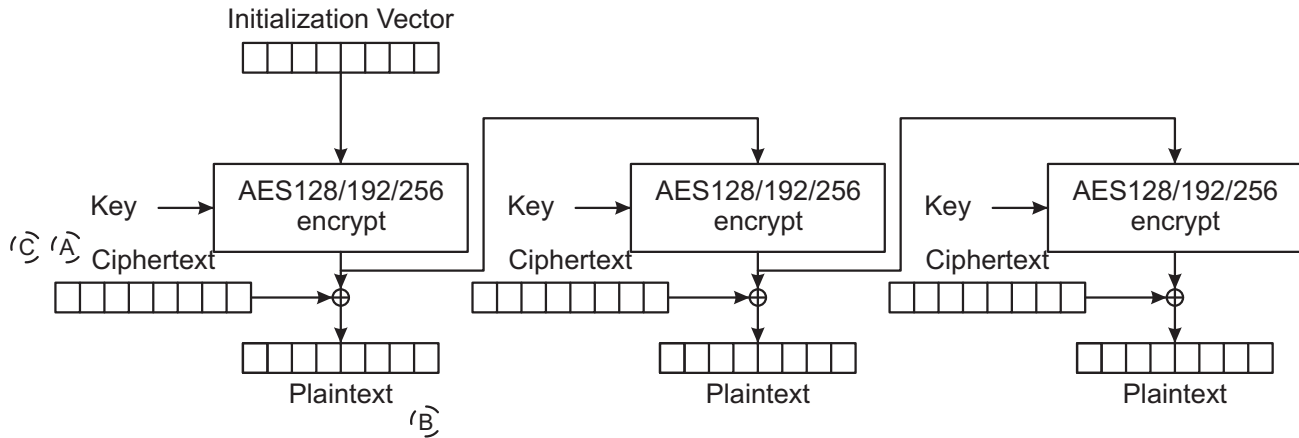 Initialization Vector
AES128/192/256
encrypt
AES128/192/256
encrypt
AES128/192/256
encrypt
Key
Key
Key
C A
Ciphertext
Ciphertext
Ciphertext
Plaintext
Plaintext
Plaintext
B